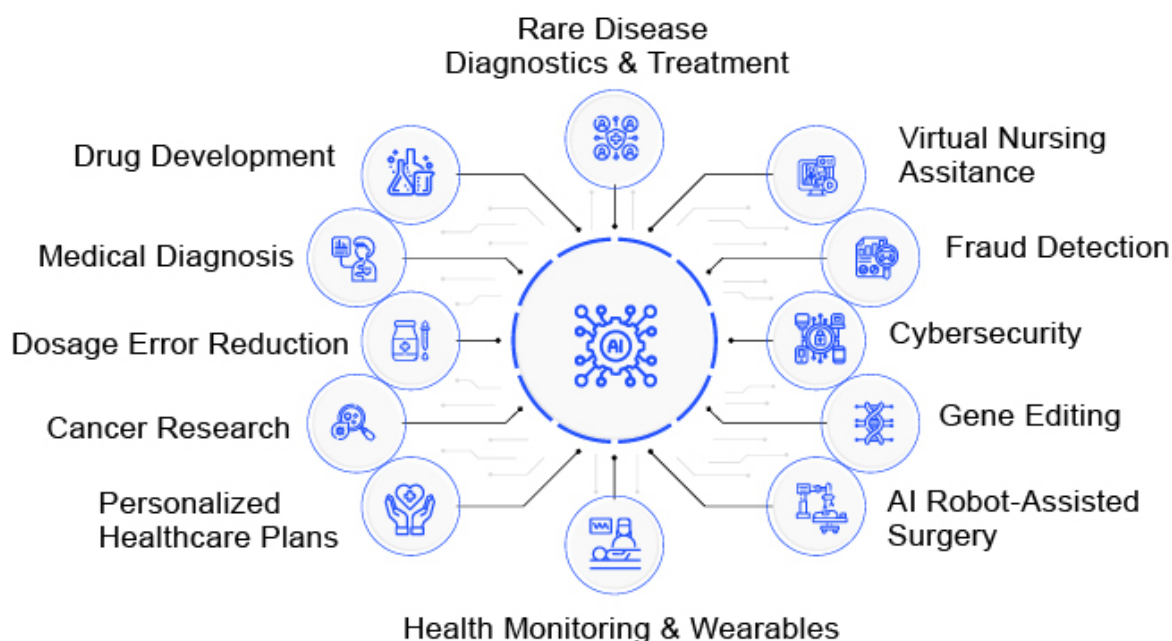 Rare Disease
Diagnostics & Treatment
Drug Development
Virtual Nursing
Assitance
Medical Diagnosis
Fraud Detection
AI
Dosage Error Reduction
Cybersecurity
Cancer Research
Gene Editing
Personalized
Healthcare Plans
AI Robot-Assisted
Surgery
Health Monitoring & Wearables